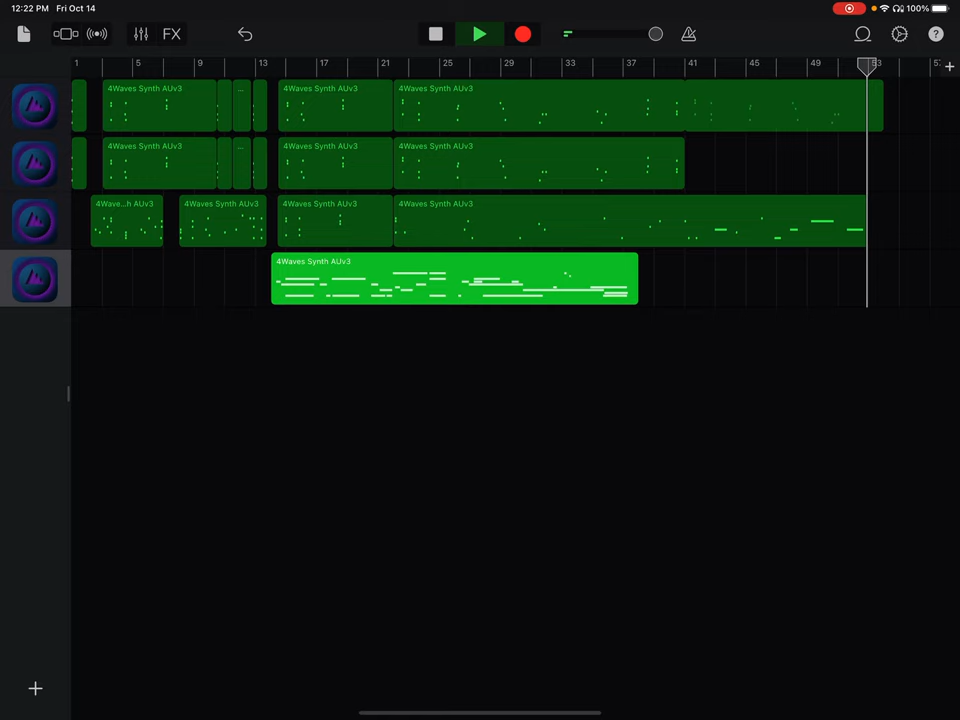 12:22 PM Fri Oct 14
100%
FX
?
1 5 9 13 17 21 25 29 33 37 41 45 49 53
4Waves Synth AUv3 ... 4Waves Synth AUv3 4Waves Synth AUv3
4Waves Synth AUv3 ... 4Waves Synth AUv3 4Waves Synth AUv3
4Wave...h AUv3 4Waves Synth AUv3 4Waves Synth AUv3 4Waves Synth AUv3
4Waves Synth AUv3